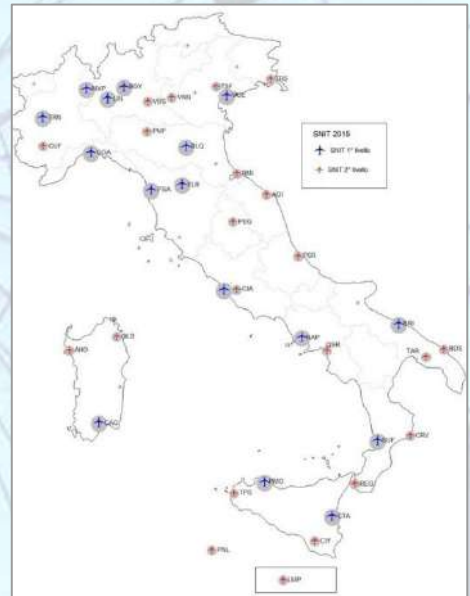 SNIT 2015
SNIT 1° livello
SNIT 2° livello
MXP
BGY
LIN
VBS
VRN
TSF
VCE
TRS
TRN
CUF
PMF
GOA
BLQ
RMI
PSA
FLR
AOI
PEG
PSR
CIA
NAP
QSR
BRI
BDS
TAR
OLB
AHO
CAG
SUF
CRV
REG
PMO
TPS
CTA
CIY
PNL
LMP